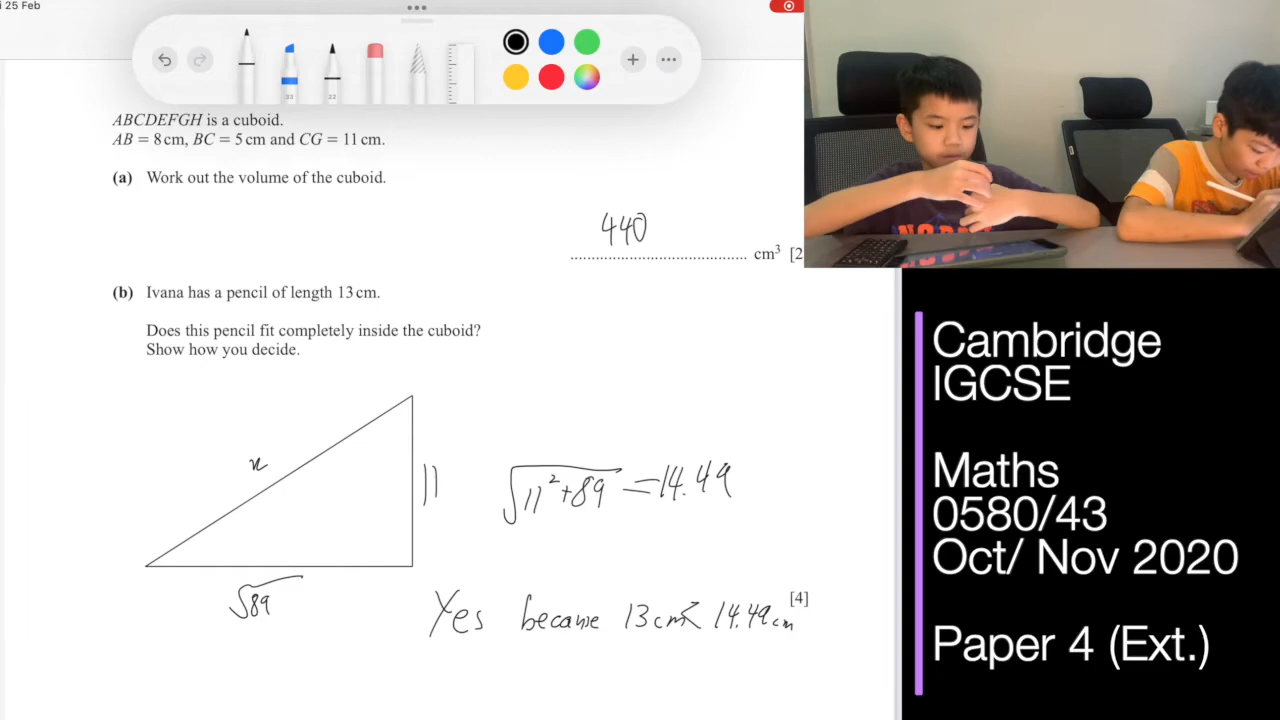 i 25 Feb
33
22
ABCDEFGH is a cuboid.
AB = 8 cm, BC = 5 cm and CG = 11 cm.
(a) Work out the volume of the cuboid.
440
cm³ [2
(b) Ivana has a pencil of length 13 cm.
Does this pencil fit completely inside the cuboid?
Show how you decide.
x
11
√11²+89 = 14.49
√89
[4]
Yes because 13cm < 14.49cm
Cambridge
IGCSE
Maths
0580/43
Oct/ Nov 2020
Paper 4 (Ext.)